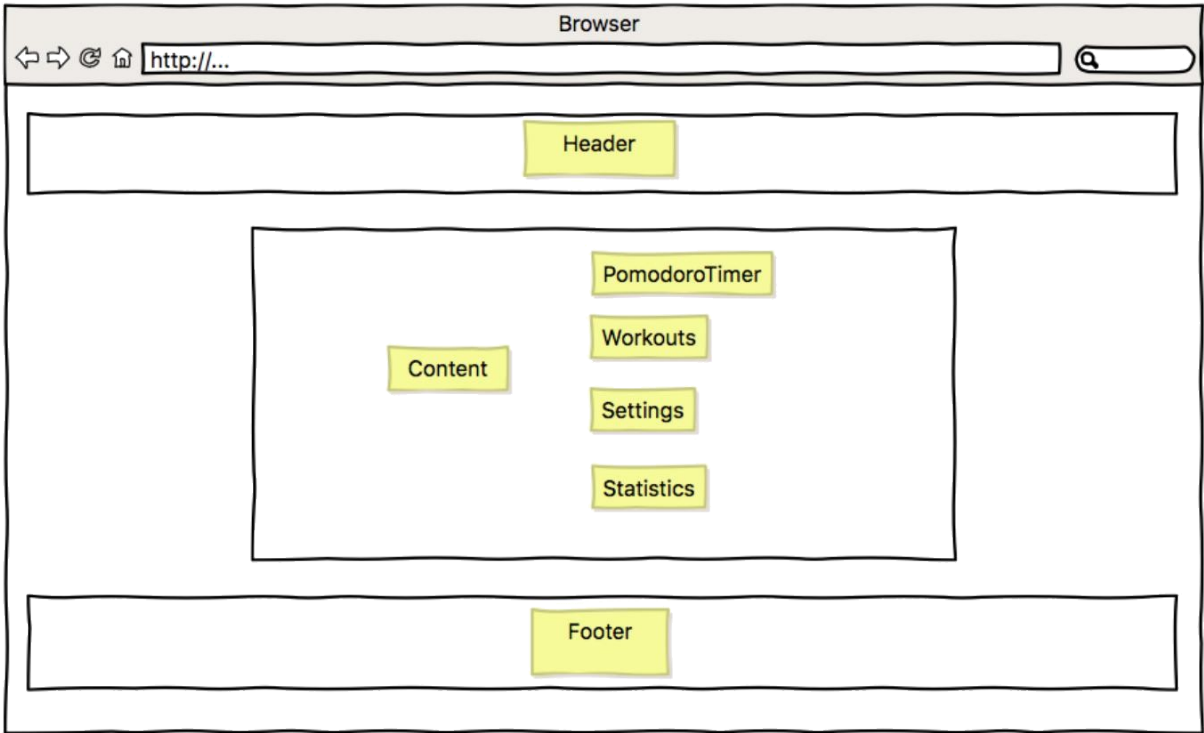 Browser
http://...
Header
PomodoroTimer
Workouts
Content
Settings
Statistics
Footer